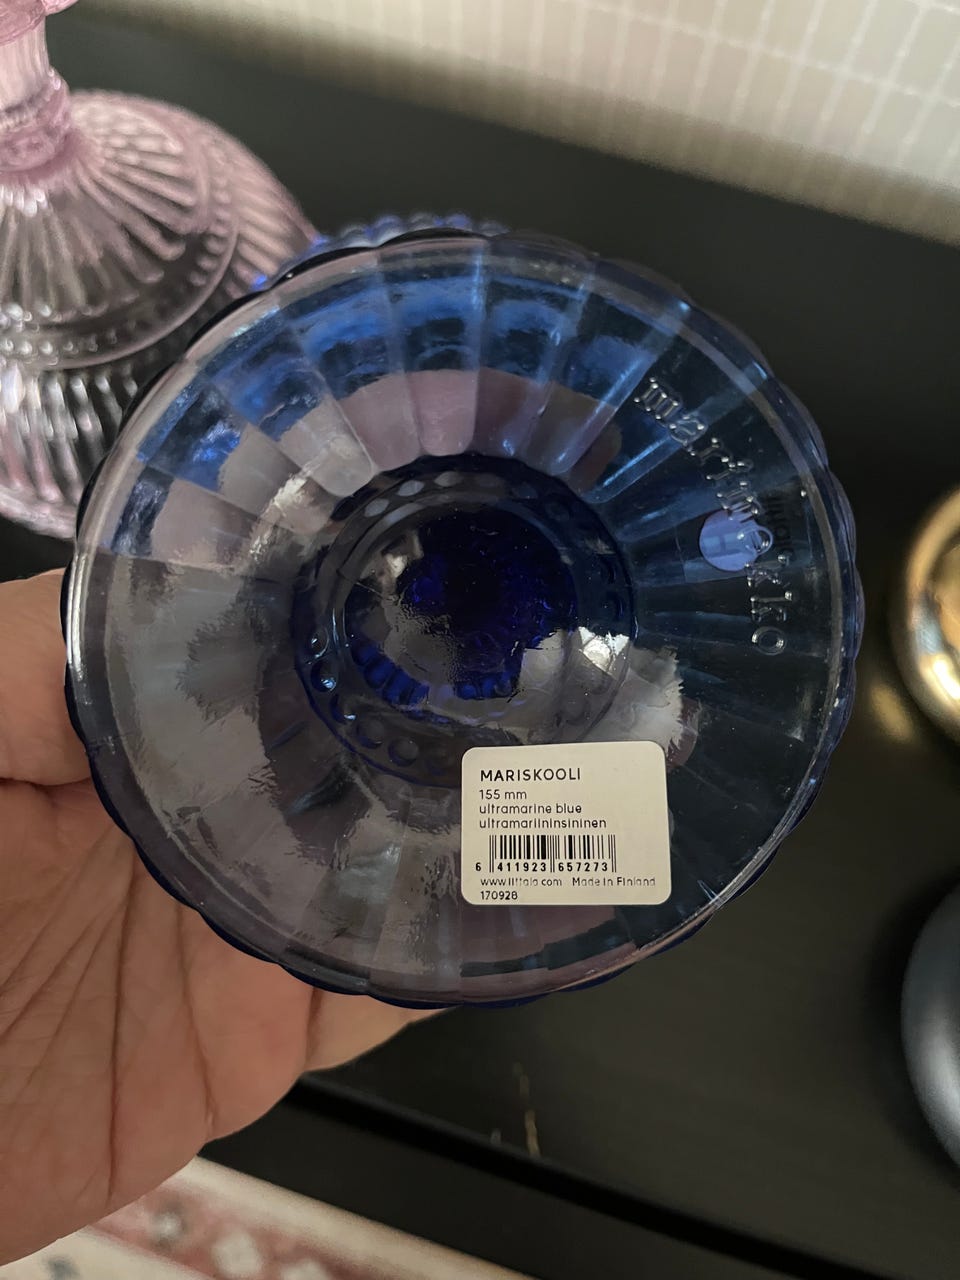 marimekko
MARISKOOLI
155 mm
ultramarine blue
ultramariininsininen
6 411923 657273
www.iittala.com Made in Finland
170928